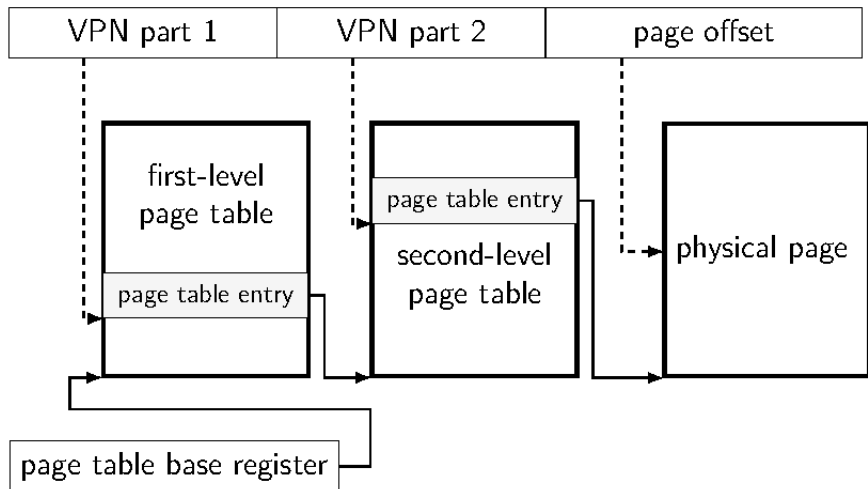 VPN part 1
VPN part 2
page offset
first-level
page table
page table entry
page table entry
second-level
page table
physical page
page table base register